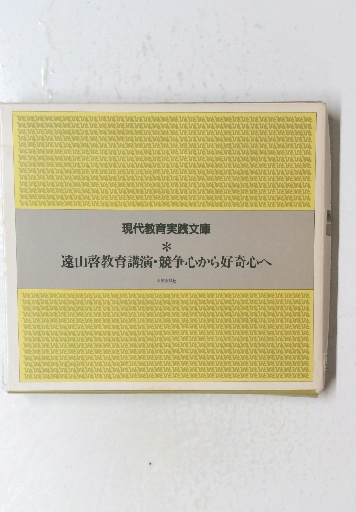 現代教育実践文庫
＊
遠山啓教育講演・競争心から好奇心へ